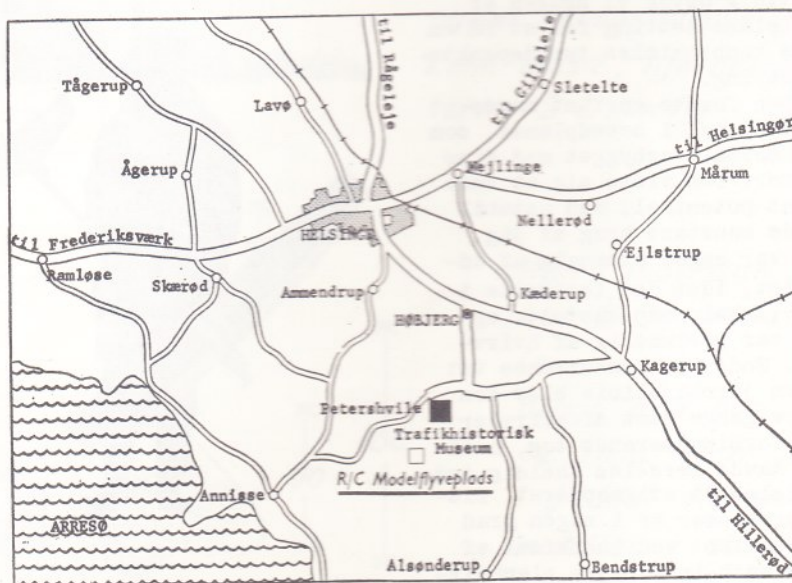 til Rågeleje
til Gilleleje
Tågerup
Lavø
Sletelte
til Helsingør
Ågerup
Mejlinge
Mårum
Nellerød
til Frederiksværk
HELSINGE
Ejlstrup
Ramløse
Skærød
Ammendrup
Kæderup
HØBJERG
Kagerup
Petershvile
Trafikhistorisk
Museum
R/C Modelflyveplads
Annisse
til Hillerød
ARRESØ
Alsønderup
Bendstrup